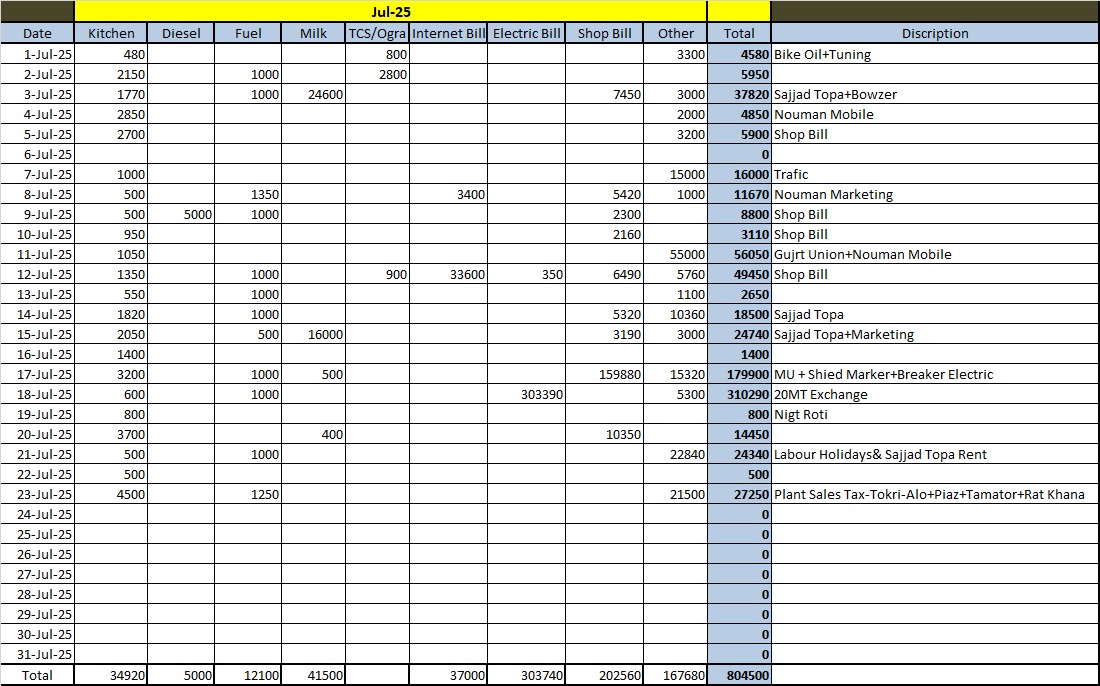 Jul-25
Date Kitchen Diesel Fuel Milk TCS/Ogra Internet Bill Electric Bill Shop Bill Other Total Discription
1-Jul-25 480 800 3300 4580 Bike Oil+Tuning
2-Jul-25 2150 1000 2800 5950
3-Jul-25 1770 1000 24600 7450 3000 37820 Sajjad Topa+Bowzer
4-Jul-25 2850 2000 4850 Nouman Mobile
5-Jul-25 2700 3200 5900 Shop Bill
6-Jul-25 0
7-Jul-25 1000 15000 16000 Trafic
8-Jul-25 500 1350 3400 5420 1000 11670 Nouman Marketing
9-Jul-25 500 5000 1000 2300 8800 Shop Bill
10-Jul-25 950 2160 3110 Shop Bill
11-Jul-25 1050 55000 56050 Gujrt Union+Nouman Mobile
12-Jul-25 1350 1000 900 33600 350 6490 5760 49450 Shop Bill
13-Jul-25 550 1000 1100 2650
14-Jul-25 1820 1000 5320 10360 18500 Sajjad Topa
15-Jul-25 2050 500 16000 3190 3000 24740 Sajjad Topa+Marketing
16-Jul-25 1400 1400
17-Jul-25 3200 1000 500 159880 15320 179900 MU + Shied Marker+Breaker Electric
18-Jul-25 600 1000 303390 5300 310290 20MT Exchange
19-Jul-25 800 800 Nigt Roti
20-Jul-25 3700 400 10350 14450
21-Jul-25 500 1000 22840 24340 Labour Holidays& Sajjad Topa Rent
22-Jul-25 500 500
23-Jul-25 4500 1250 21500 27250 Plant Sales Tax-Tokri-Alo+Piaz+Tamator+Rat Khana
24-Jul-25 0
25-Jul-25 0
26-Jul-25 0
27-Jul-25 0
28-Jul-25 0
29-Jul-25 0
30-Jul-25 0
31-Jul-25 0
Total 34920 5000 12100 41500 37000 303740 202560 167680 804500